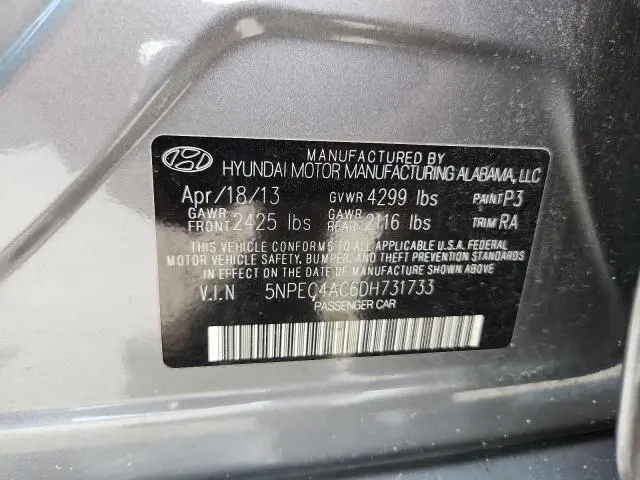 MANUFACTURED BY
HYUNDAI MOTOR MANUFACTURING ALABAMA, LLC
Apr/18/13 GVWR 4299 lbs PAINT P3
GAWR FRONT 2425 lbs GAWR REAR 2116 lbs TRIM RA
THIS VEHICLE CONFORMS TO ALL APPLICABLE U.S.A. FEDERAL
MOTOR VEHICLE SAFETY, BUMPER, AND THEFT PREVENTION STANDARDS
IN EFFECT ON THE DATE OF MANUFACTURE SHOWN ABOVE.
V.I.N 5NPEC4AC6DH731733
PASSENGER CAR